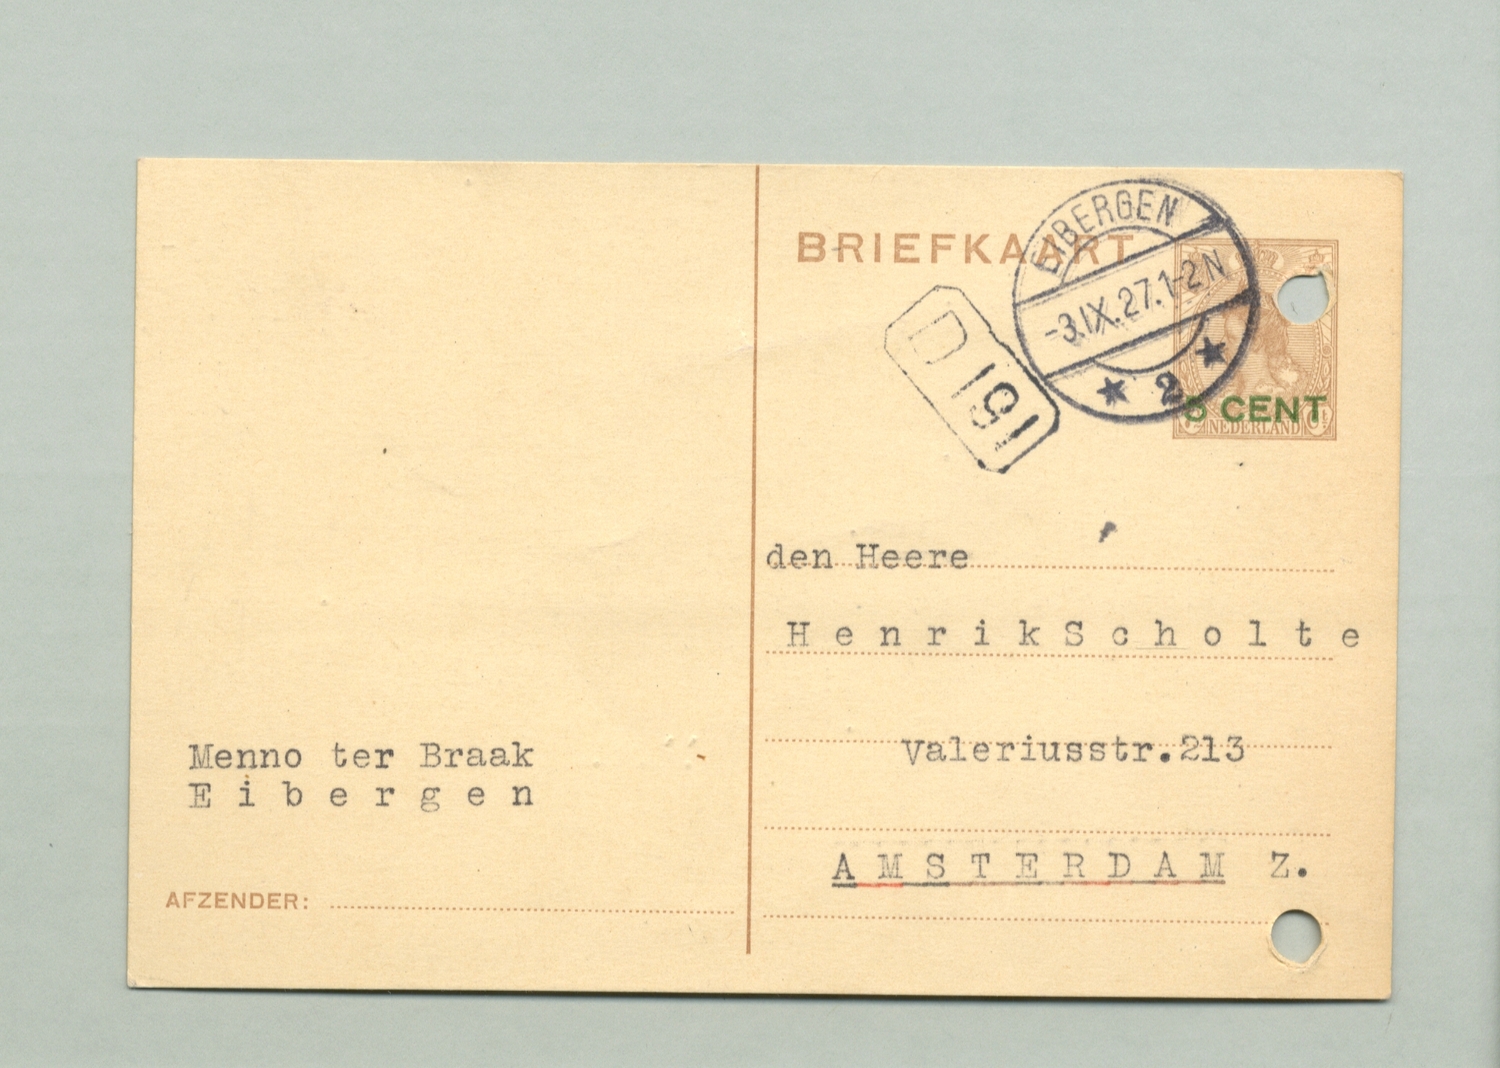 BRIEFKAART
EIBERGEN
-3.IX.27.1-2N
2
D 15
5 CENT
NEDERLAND
den Heere
H e n r i k S c h o l t e
Valeriusstr.213
A M S T E R D A M Z.
Menno ter Braak
E i b e r g e n
AFZENDER: